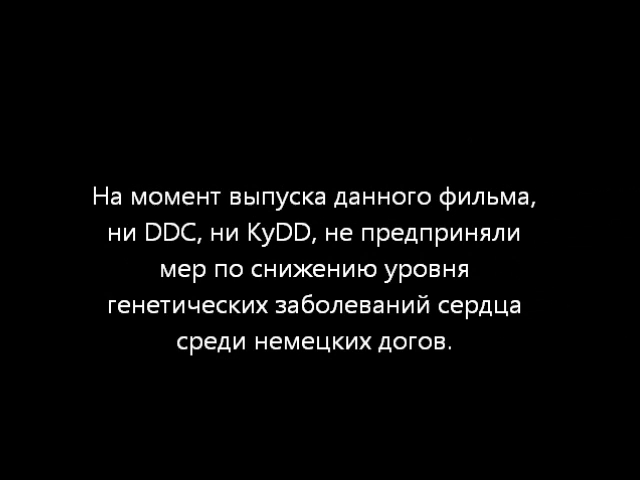 На момент выпуска данного фильма,
ни DDC, ни KyDD, не предприняли
мер по снижению уровня
генетических заболеваний сердца
среди немецких догов.